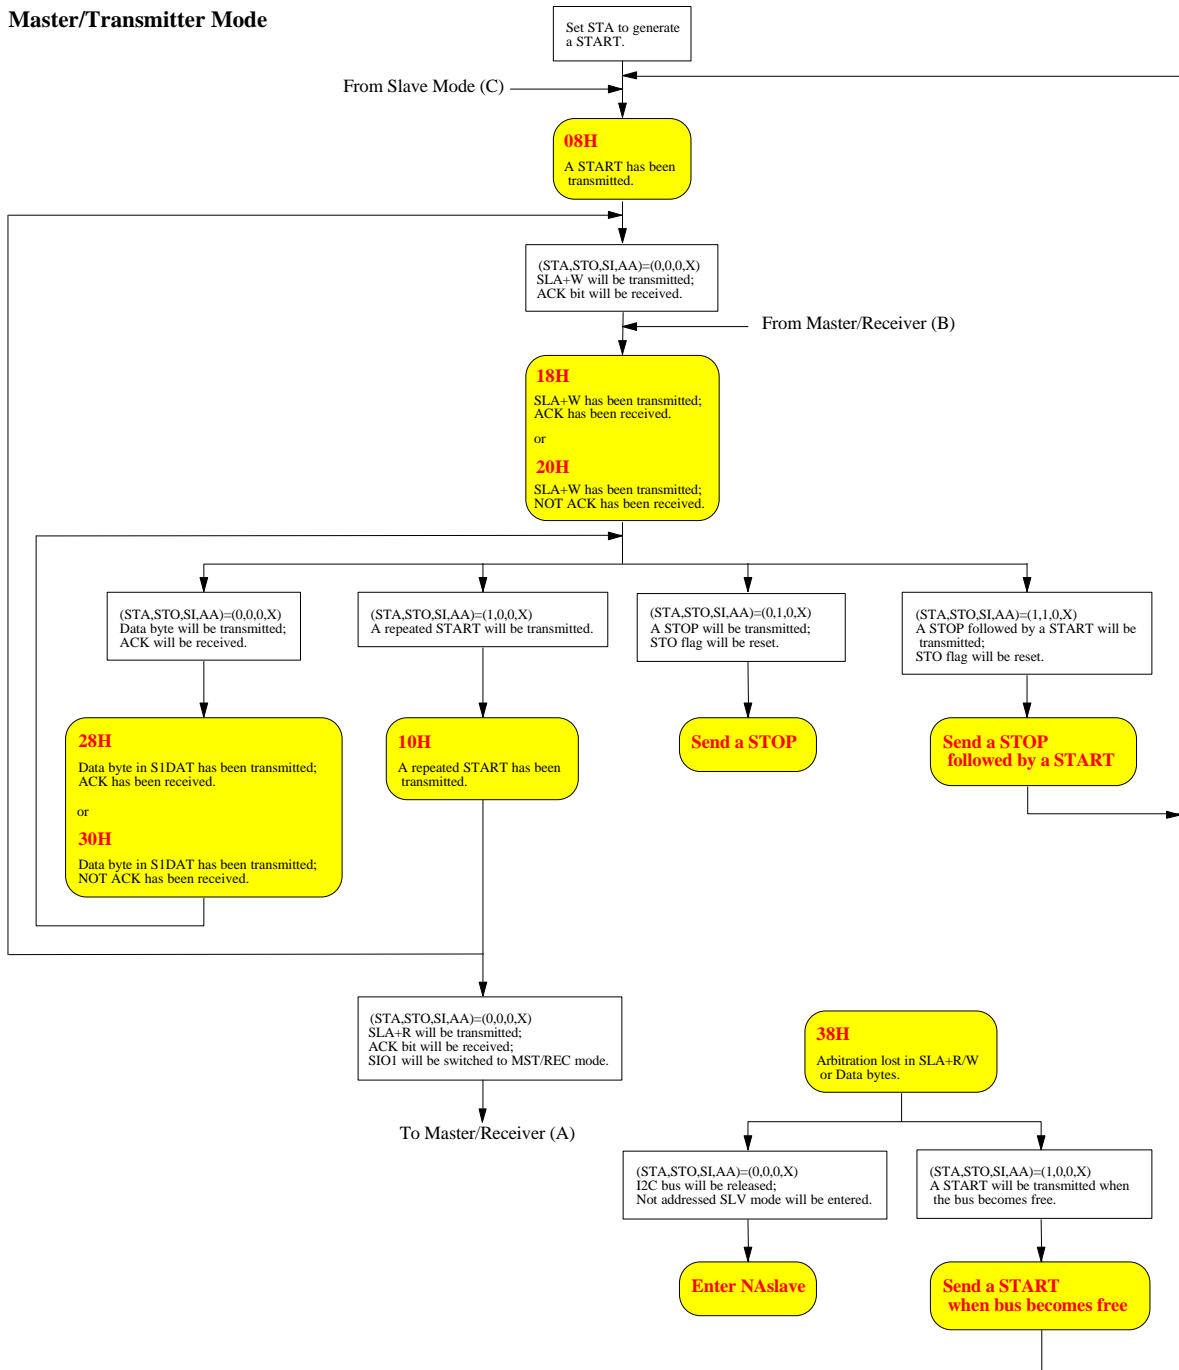 Master/Transmitter Mode
Set STA to generate
a START.
From Slave Mode (C)
08H
A START has been
transmitted.
(STA,STO,SI,AA)=(0,0,0,X)
SLA+W will be transmitted;
ACK bit will be received.
From Master/Receiver (B)
18H
SLA+W has been transmitted;
ACK has been received.
or
20H
SLA+W has been transmitted;
NOT ACK has been received.
(STA,STO,SI,AA)=(0,0,0,X)
Data byte will be transmitted;
ACK will be received.
(STA,STO,SI,AA)=(1,0,0,X)
A repeated START will be transmitted.
(STA,STO,SI,AA)=(0,1,0,X)
A STOP will be transmitted;
STO flag will be reset.
(STA,STO,SI,AA)=(1,1,0,X)
A STOP followed by a START will be
transmitted;
STO flag will be reset.
28H
Data byte in S1DAT has been transmitted;
ACK has been received.
or
30H
Data byte in S1DAT has been transmitted;
NOT ACK has been received.
10H
A repeated START has been
transmitted.
Send a STOP
Send a STOP
followed by a START
(STA,STO,SI,AA)=(0,0,0,X)
SLA+R will be transmitted;
ACK bit will be received;
SIO1 will be switched to MST/REC mode.
To Master/Receiver (A)
38H
Arbitration lost in SLA+R/W
or Data bytes.
(STA,STO,SI,AA)=(0,0,0,X)
I2C bus will be released;
Not addressed SLV mode will be entered.
(STA,STO,SI,AA)=(1,0,0,X)
A START will be transmitted when
the bus becomes free.
Enter NAslave
Send a START
when bus becomes free